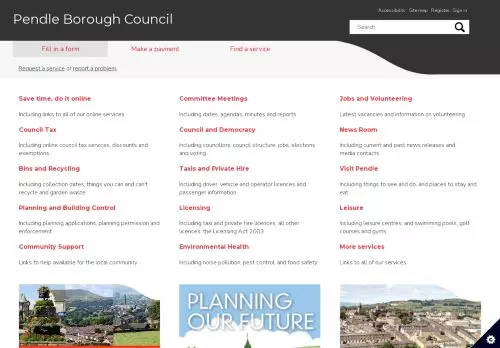 Pendle Borough Council
Accessibility Site map Register Sign in
Search
Fill in a form
Make a payment
Find a service
Request a service or report a problem.
Save time, do it online
Including links to all of our online services
Council Tax
Including online council tax services, discounts and
exemptions
Bins and Recycling
Including collection dates, things you can and can't
recycle and garden waste
Planning and Building Control
Including planning applications, planning permission and
enforcement
Community Support
Links to help available for the local community
Committee Meetings
Including dates, agendas, minutes and reports
Council and Democracy
Including councillors, council structure, jobs, elections
and voting
Taxis and Private Hire
Including driver, vehicle and operator licences and
passenger information
Licensing
Including taxi and private hire licences, all other
licences, the Licensing Act 2003
Environmental Health
Including noise pollution, pest control, and food safety
Jobs and Volunteering
Latest vacancies and information on volunteering
News Room
Including current and past news releases and
media contacts
Visit Pendle
Including things to see and do, and places to stay and
eat
Leisure
Including leisure centres, and swimming pools, golf
courses and gyms
More services
Links to all of our services
PLANNING
OUR FUTURE